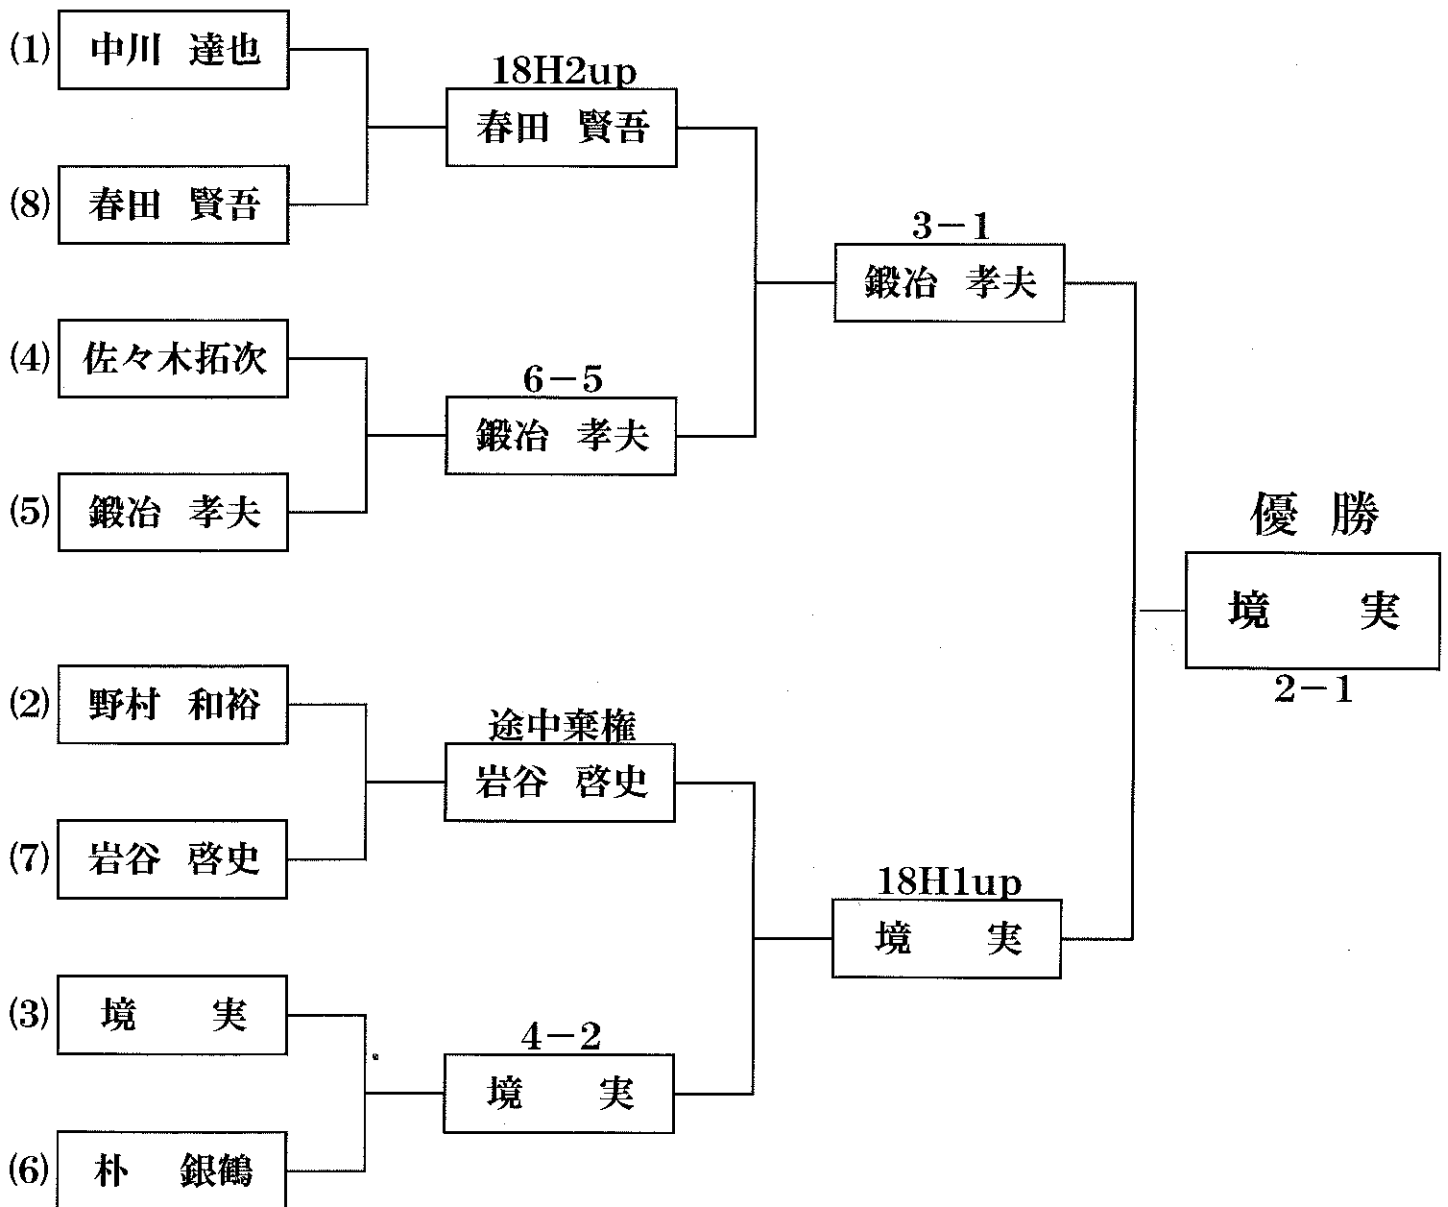 (1) 中川 達也
18H2up
春田 賢吾
(8) 春田 賢吾
3-1
鍛冶 孝夫
(4) 佐々木拓次
6-5
鍛冶 孝夫
(5) 鍛冶 孝夫
優 勝
境 実
2-1
(2) 野村 和裕
途中棄権
岩谷 啓史
(7) 岩谷 啓史
18H1up
境 実
(3) 境 実
4-2
境 実
(6) 朴 銀鶴